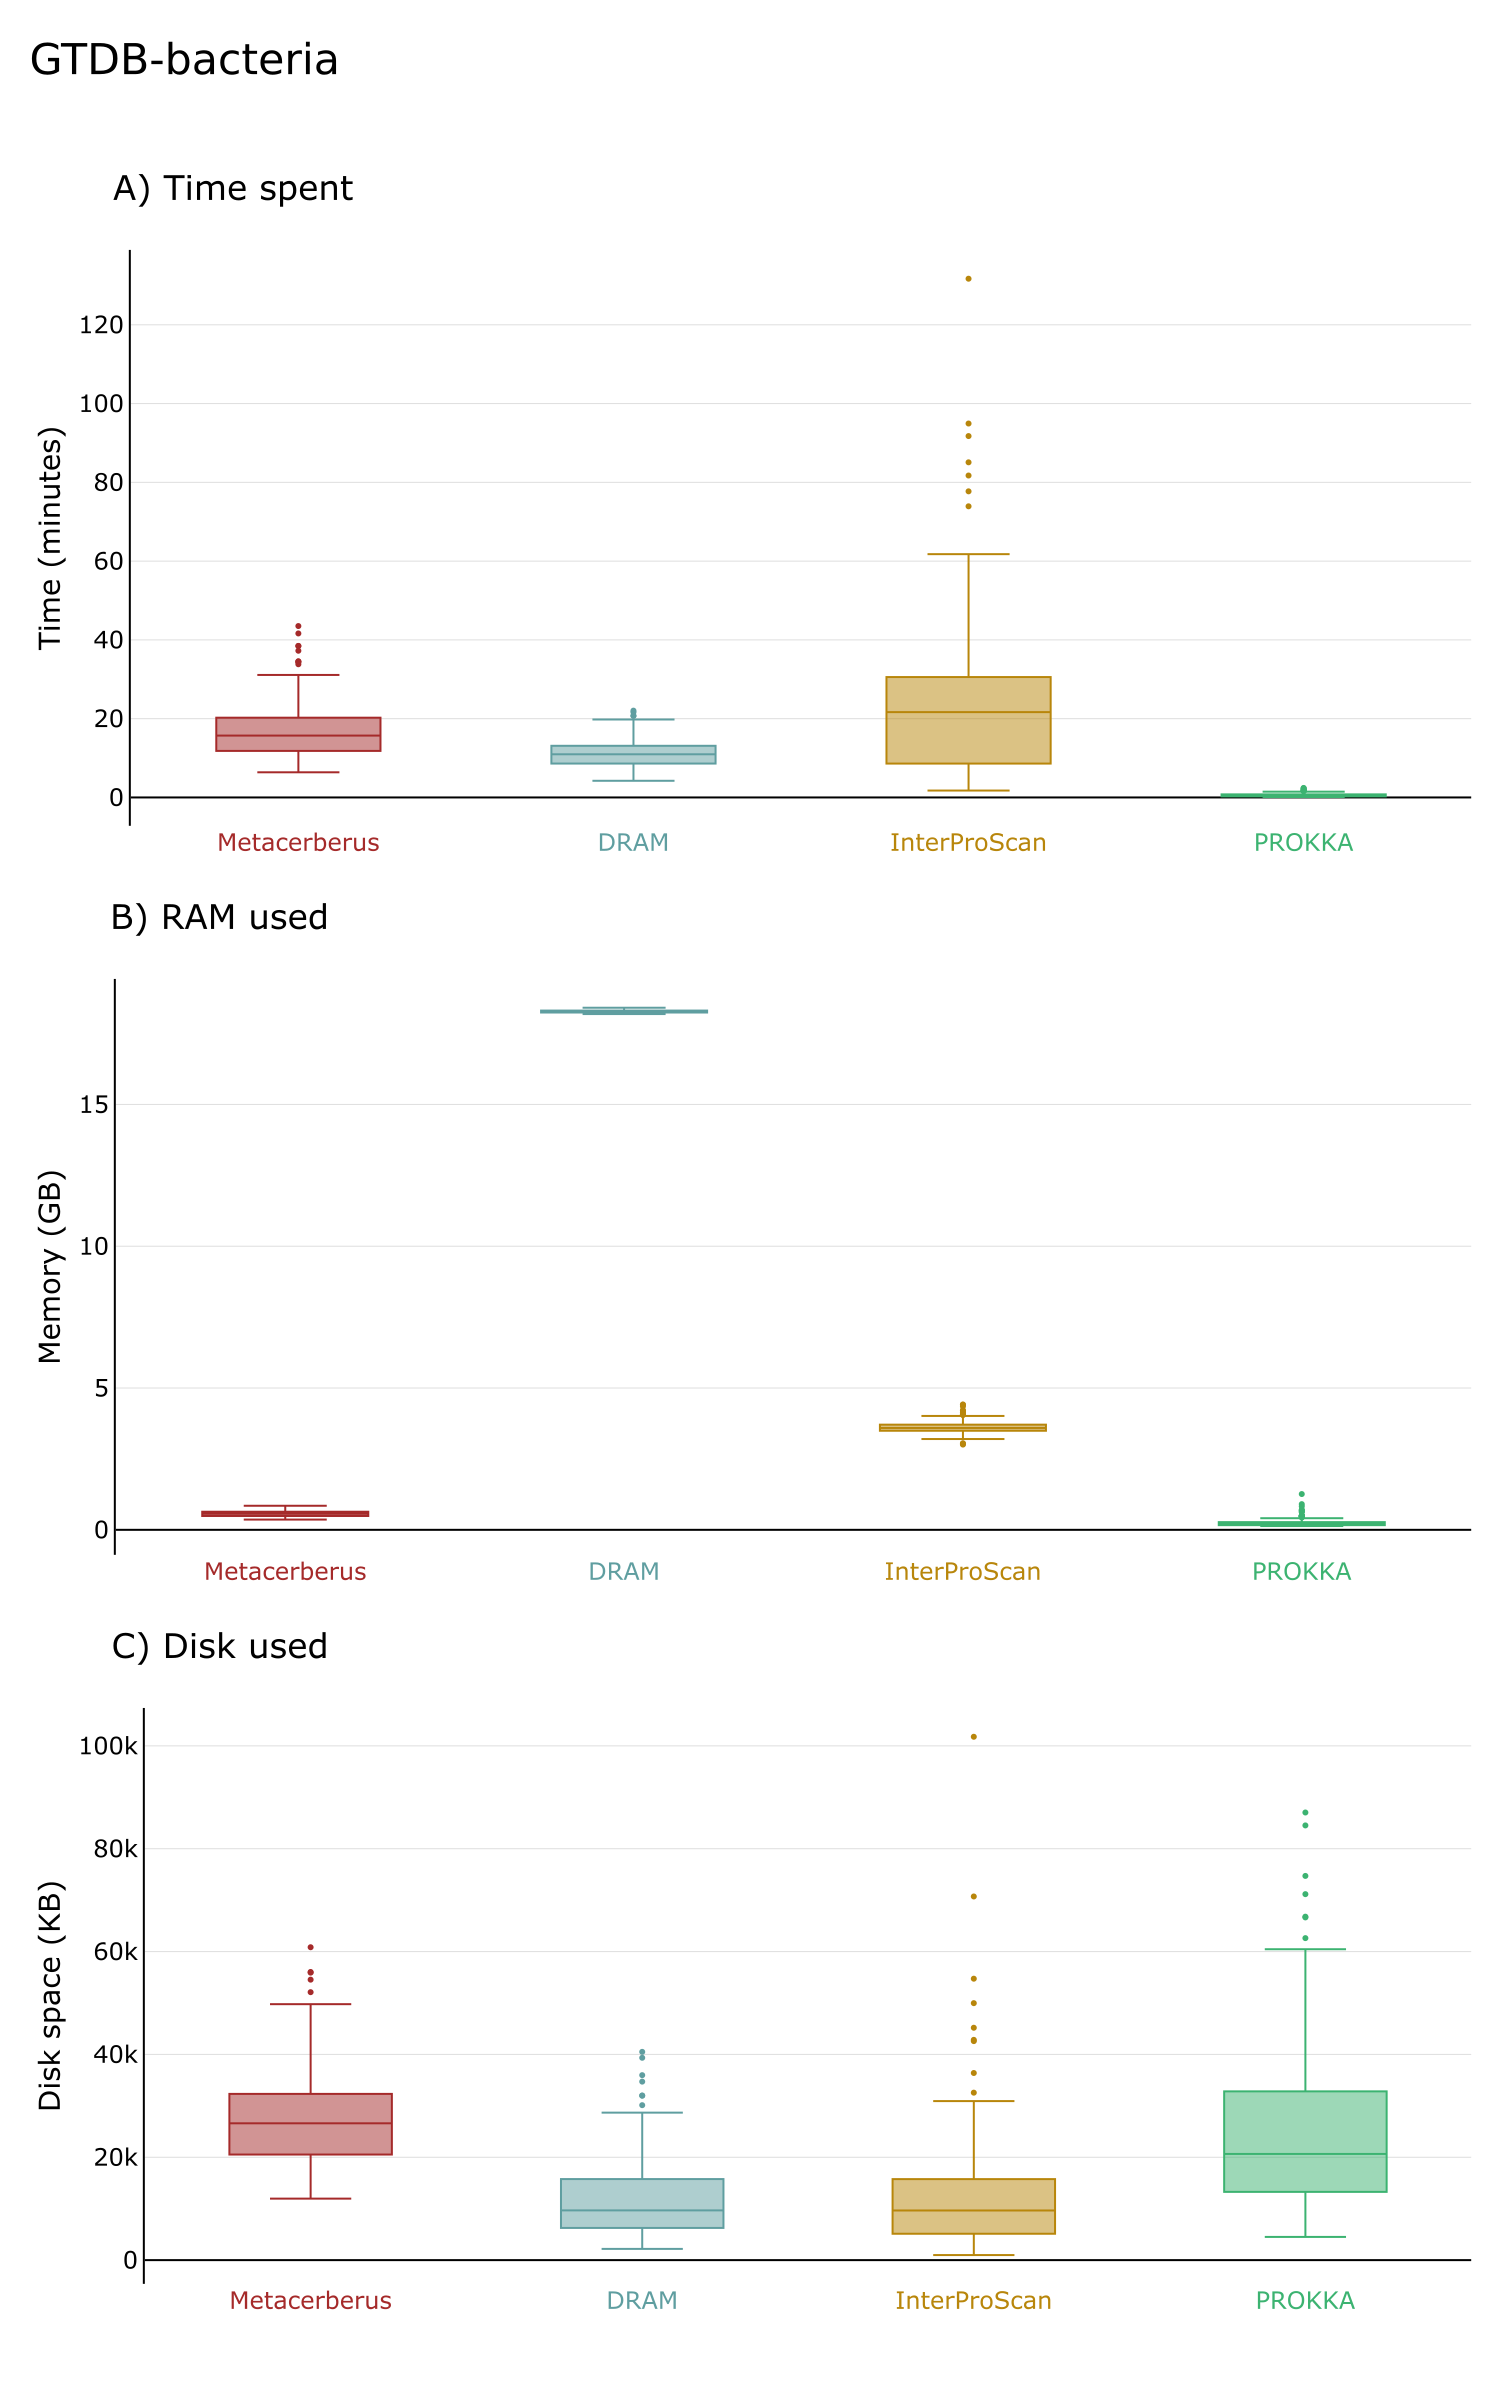 GTDB-bacteria
A) Time spent
Time (minutes)
120
100
80
60
40
20
0
Metacerberus DRAM InterProScan PROKKA
B) RAM used
Memory (GB)
15
10
5
0
Metacerberus DRAM InterProScan PROKKA
C) Disk used
Disk space (KB)
100k
80k
60k
40k
20k
0
Metacerberus DRAM InterProScan PROKKA